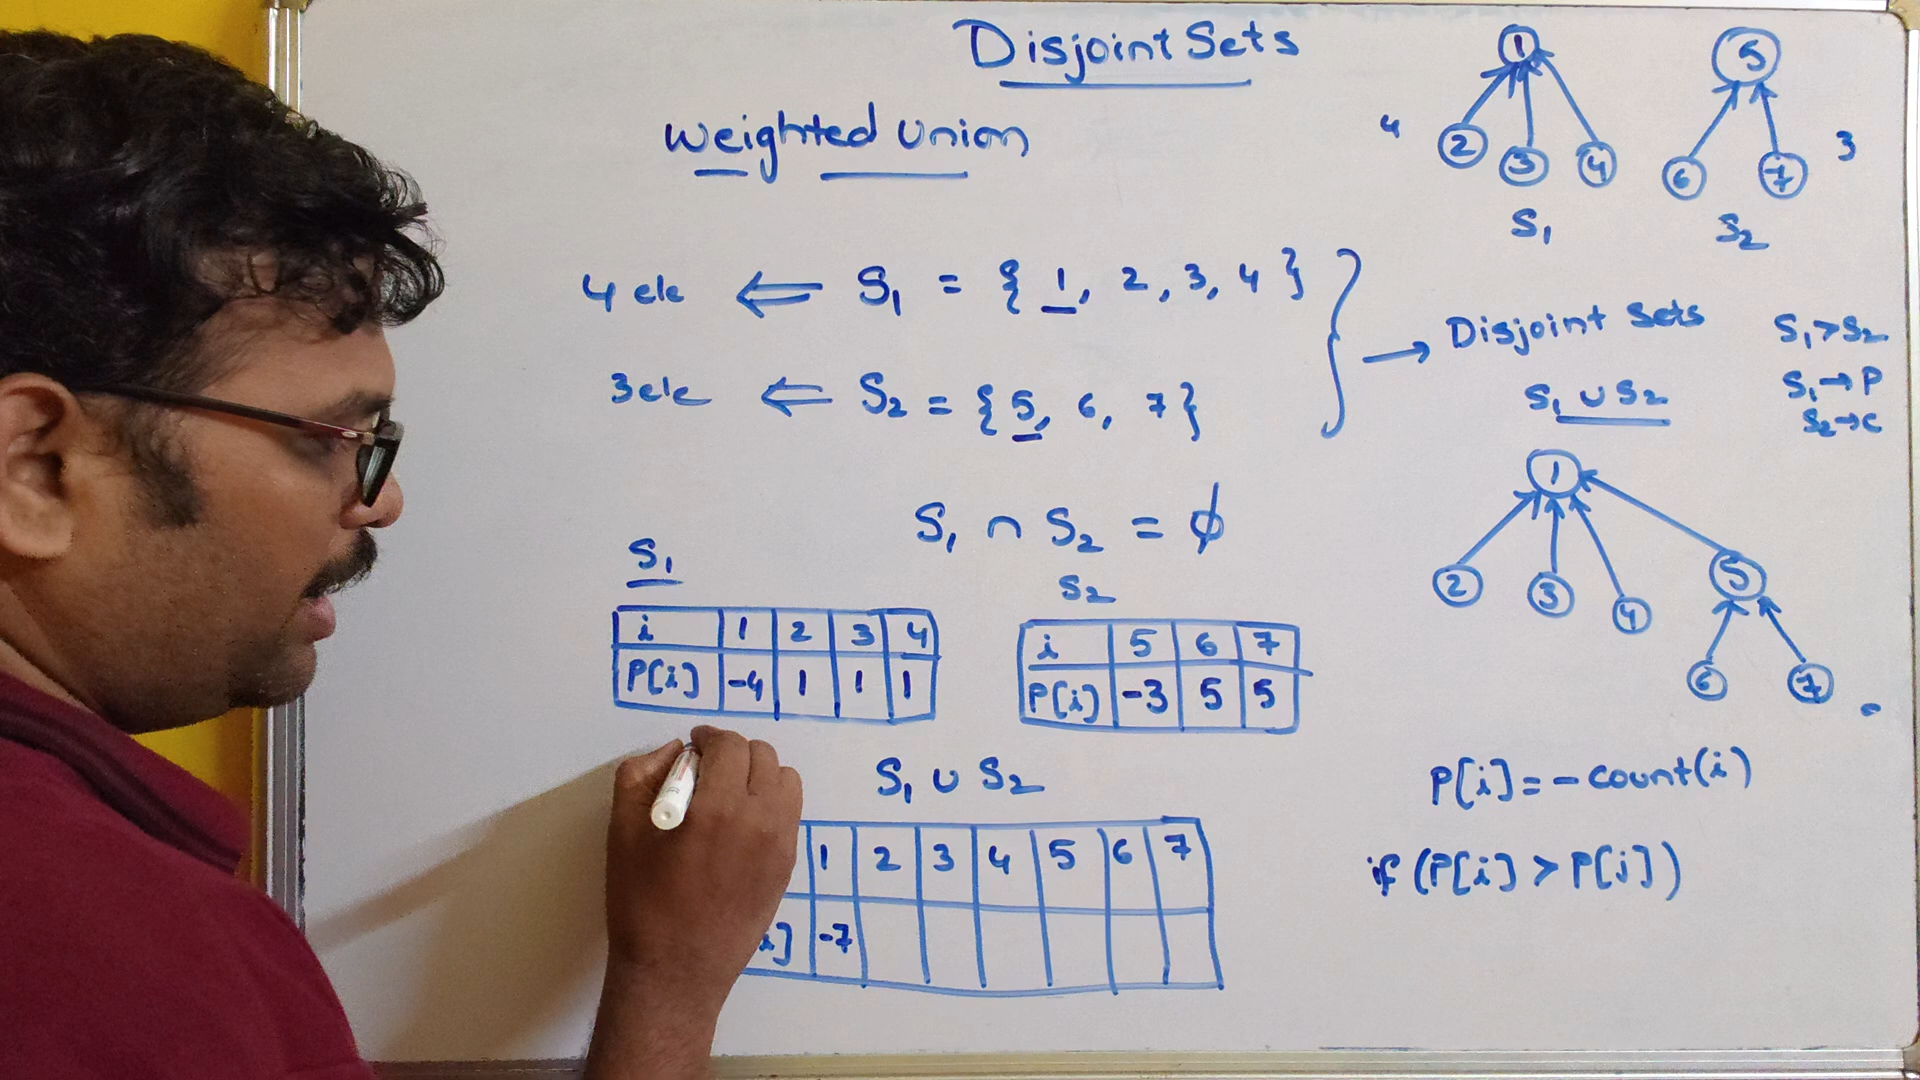 Disjoint Sets
Weighted Union
1
2 3 4
4
S1
5
6 7
3
S2
4 ele ⇐ S1 = { 1, 2, 3, 4 }
3 ele ⇐ S2 = { 5, 6, 7 }
→ Disjoint Sets
S1 ∪ S2
S1 > S2
S1 → P
S2 → C
S1 ∩ S2 = ϕ
1
2 3 4 5
6 7
S1
i 1 2 3 4
P[i] -4 1 1 1
S2
i 5 6 7
P[i] -3 5 5
S1 ∪ S2
1 2 3 4 5 6 7
i] -7
P[i] = - count(i)
if (P[i] > P[j])